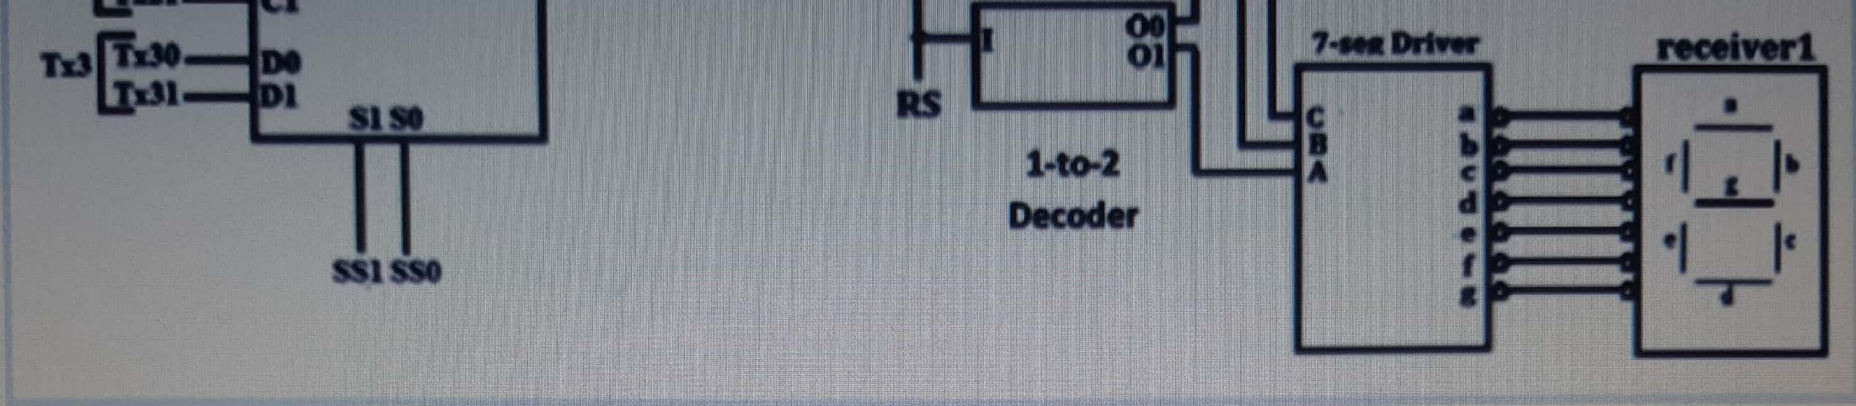 C1
Tx3
Tx30
Tx31
D0
D1
S1 S0
SS1 SS0
RS
I
O0
O1
1-to-2
Decoder
7-seg Driver
C
B
A
a
b
c
d
e
f
g
receiver1
a
f
b
g
e
c
d